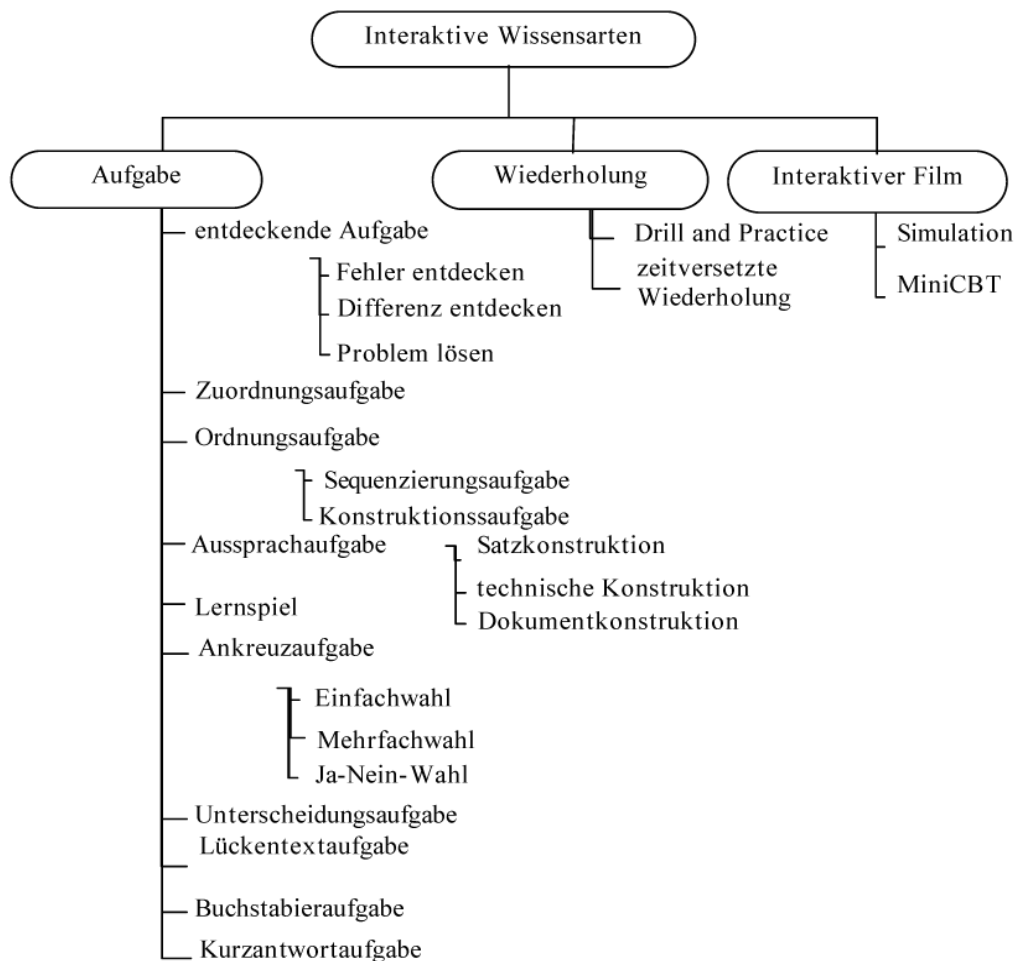 Interaktive Wissensarten
Aufgabe
Wiederholung
Interaktiver Film
entdeckende Aufgabe
Fehler entdecken
Differenz entdecken
Problem lösen
Zuordnungsaufgabe
Ordnungsaufgabe
Sequenzierungsaufgabe
Konstruktionssaufgabe
Satzkonstruktion
technische Konstruktion
Dokumentkonstruktion
Aussprachaufgabe
Lernspiel
Ankreuzaufgabe
Einfachwahl
Mehrfachwahl
Ja-Nein-Wahl
Unterscheidungsaufgabe
Lückentextaufgabe
Buchstabieraufgabe
Kurzantwortaufgabe
Drill and Practice
zeitversetzte
Wiederholung
Simulation
MiniCBT